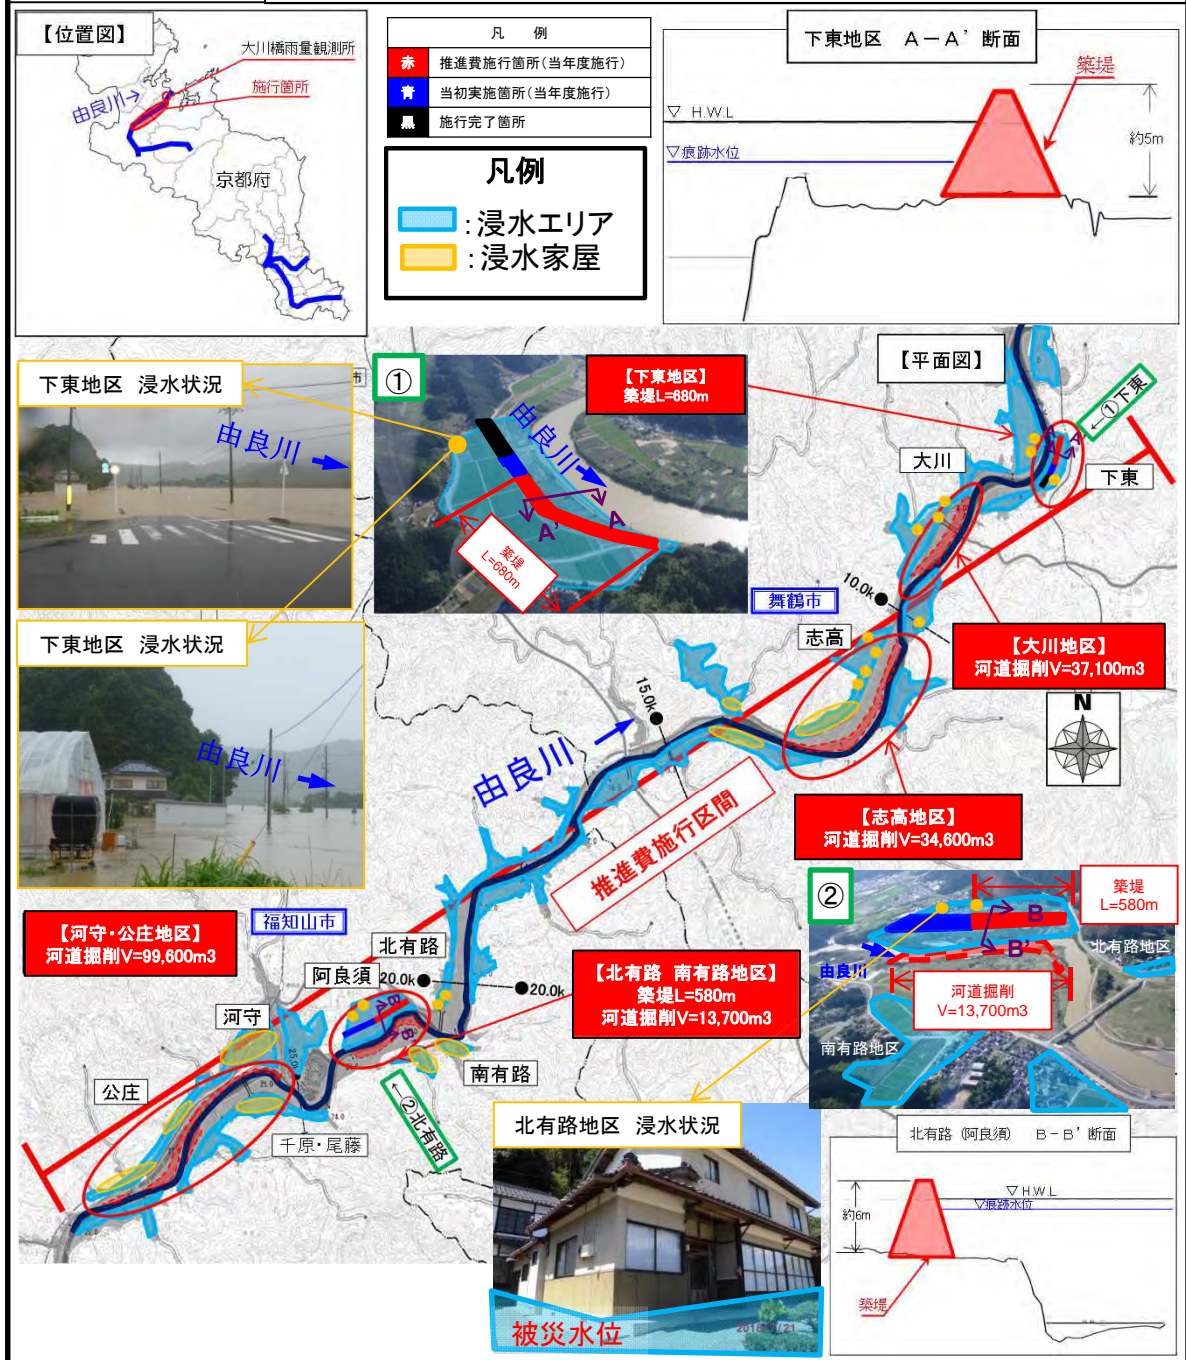 【位置図】
大川橋雨量観測所
施行箇所
由良川→
京都府
凡　例
赤 推進費施行箇所(当年度施行)
青 当初実施箇所(当年度施行)
黒 施行完了箇所
凡例
：浸水エリア
：浸水家屋
下東地区　A－A’断面
築堤
▽ H.W.L
▽痕跡水位
約5m
下東地区 浸水状況
由良川
①
【下東地区】
築堤L=680m
由良川
A’
A
築堤
L=680m
【平面図】
←①下東
A
A’
大川
下東
舞鶴市
10.0k
志高
【大川地区】
河道掘削V=37,100m3
下東地区 浸水状況
由良川
15.0k
由良川
N
推進費施行区間
【志高地区】
河道掘削V=34,600m3
②
築堤
L=580m
B
B’
北有路地区
由良川
河道掘削
V=13,700m3
南有路地区
福知山市
【河守・公庄地区】
河道掘削V=99,600m3
北有路
阿良須
20.0k
20.0k
【北有路 南有路地区】
築堤L=580m
河道掘削V=13,700m3
河守
B
B’
25.0k
25.0
公庄
南有路
←②北有路
千原・尾藤
北有路地区 浸水状況
被災水位
北有路（阿良須）　B－B’断面
▽H.W.L
▽痕跡水位
約6m
築堤